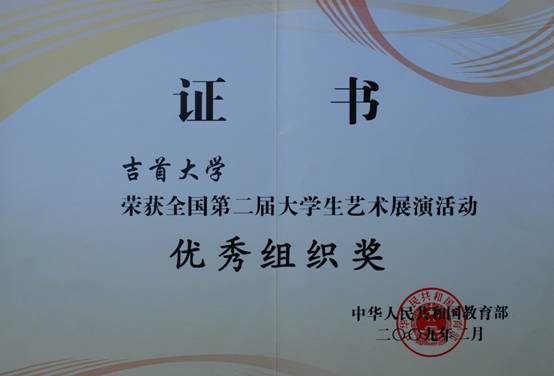 证 书
吉首大学
荣获全国第二届大学生艺术展演活动
优秀组织奖
中华人民共和国教育部
二〇〇九年二月